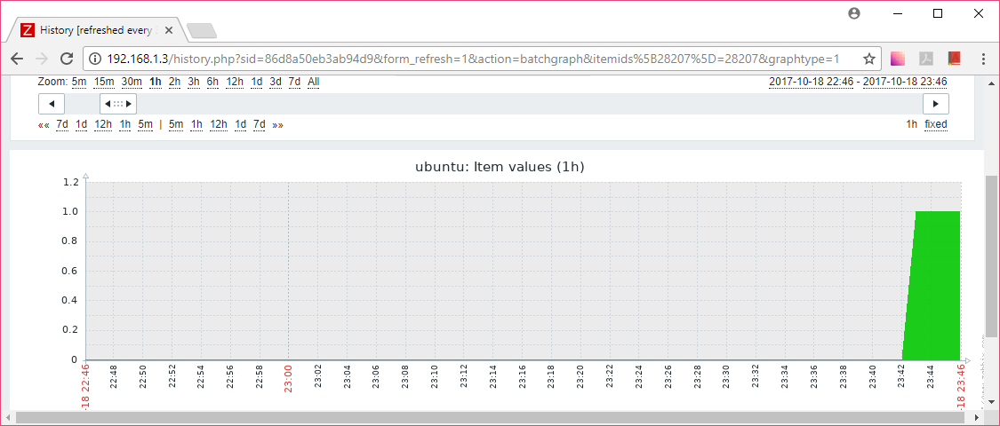 History [refreshed every
192.168.1.3/history.php?sid=86d8a50eb3ab94d9&form_refresh=1&action=batchgraph&itemids%5B28207%5D=28207&graphtype=1
Zoom: 5m 15m 30m 1h 2h 3h 6h 12h 1d 3d 7d All 2017-10-18 22:46 - 2017-10-18 23:46
«« 7d 1d 12h 1h 5m | 5m 1h 12h 1d 7d »» 1h fixed
ubuntu: Item values (1h)
1.2
1.0
0.8
0.6
0.4
0.2
0
-18 22:46 22:48 22:50 22:52 22:54 22:56 22:58 23:00 23:02 23:04 23:06 23:08 23:10 23:12 23:14 23:16 23:18 23:20 23:22 23:24 23:26 23:28 23:30 23:32 23:34 23:36 23:38 23:40 23:42 23:44 -18 23:46